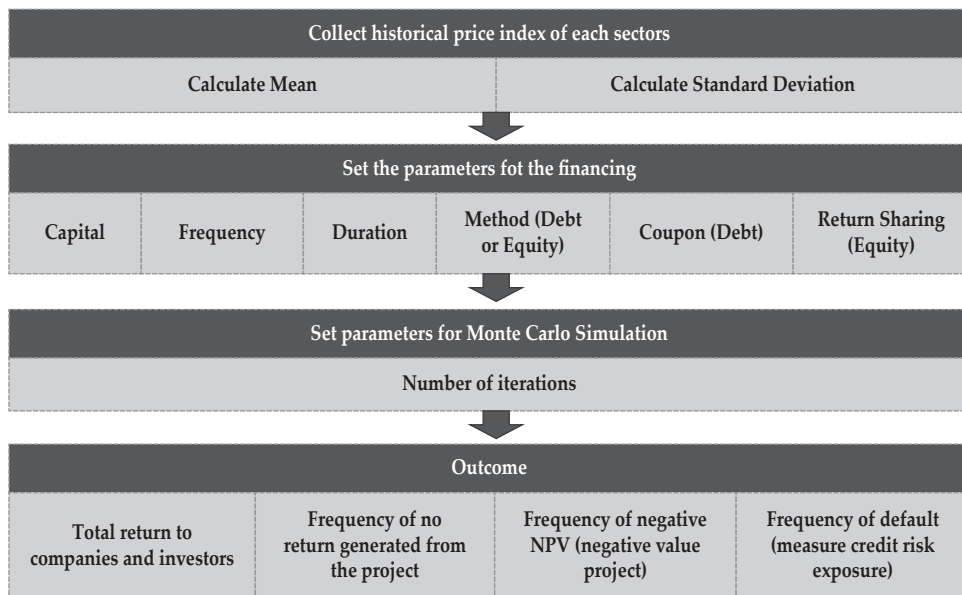 Collect historical price index of each sectors
Calculate Mean
Calculate Standard Deviation
Set the parameters fot the financing
Capital
Frequency
Duration
Method (Debt
or Equity)
Coupon (Debt)
Return Sharing
(Equity)
Set parameters for Monte Carlo Simulation
Number of iterations
Outcome
Total return to
companies and investors
Frequency of no
return generated from
the project
Frequency of negative
NPV (negative value
project)
Frequency of default
(measure credit risk
exposure)